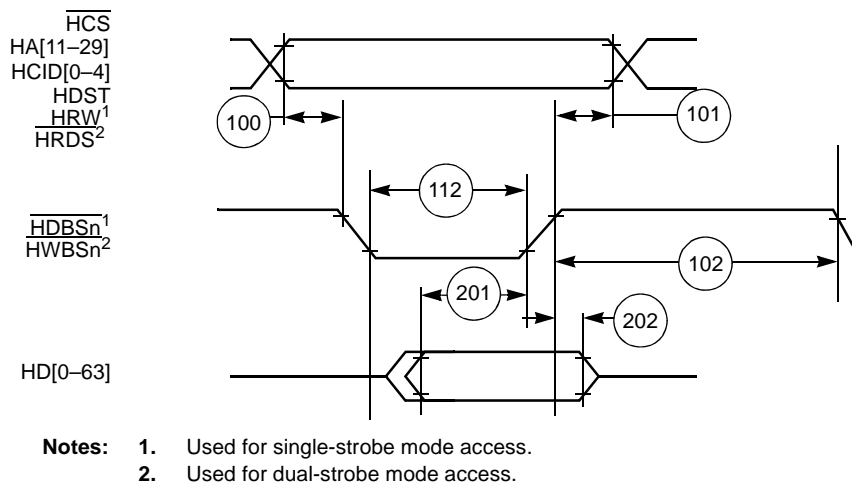 HCS
HA[11–29]
HCID[0–4]
HDST
HRW1
HRDS2
100
101
112
HDBSn1
HWBSn2
102
201
202
HD[0–63]
Notes: 1. Used for single-strobe mode access.
2. Used for dual-strobe mode access.